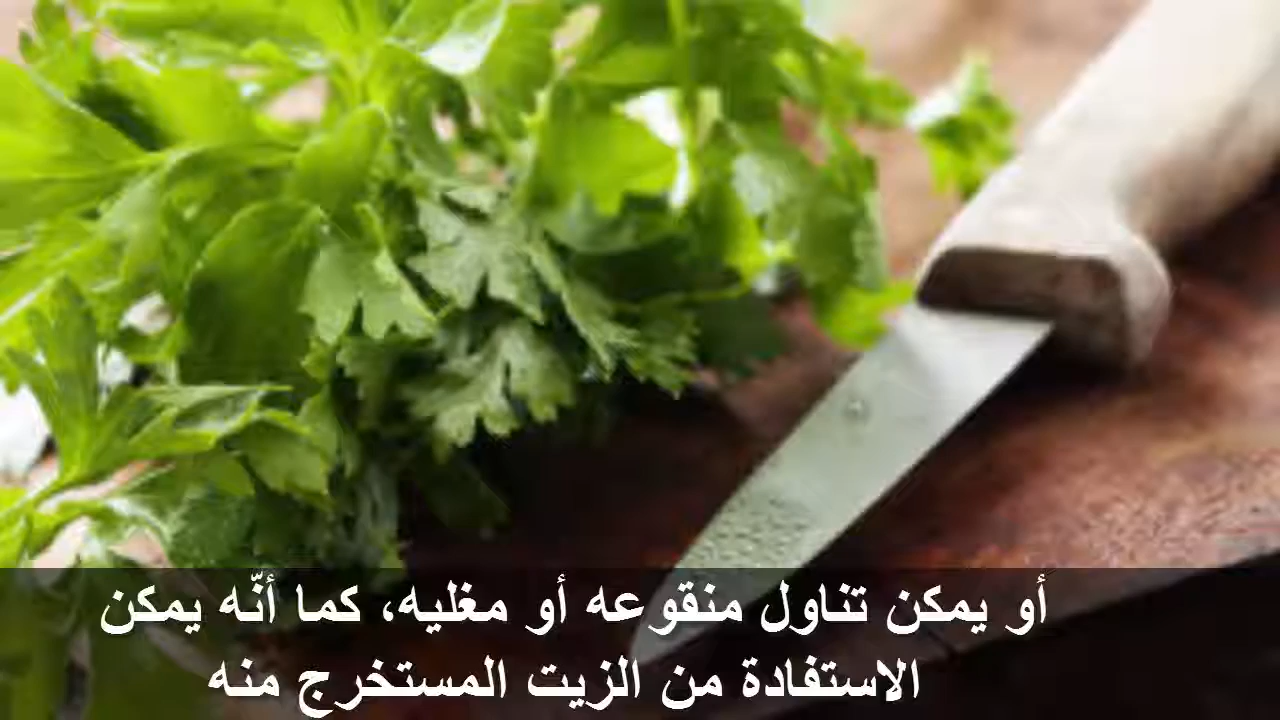 أو يمكن تناول منقوعه أو مغليه، كما أنّه يمكن
الاستفادة من الزيت المستخرج منه